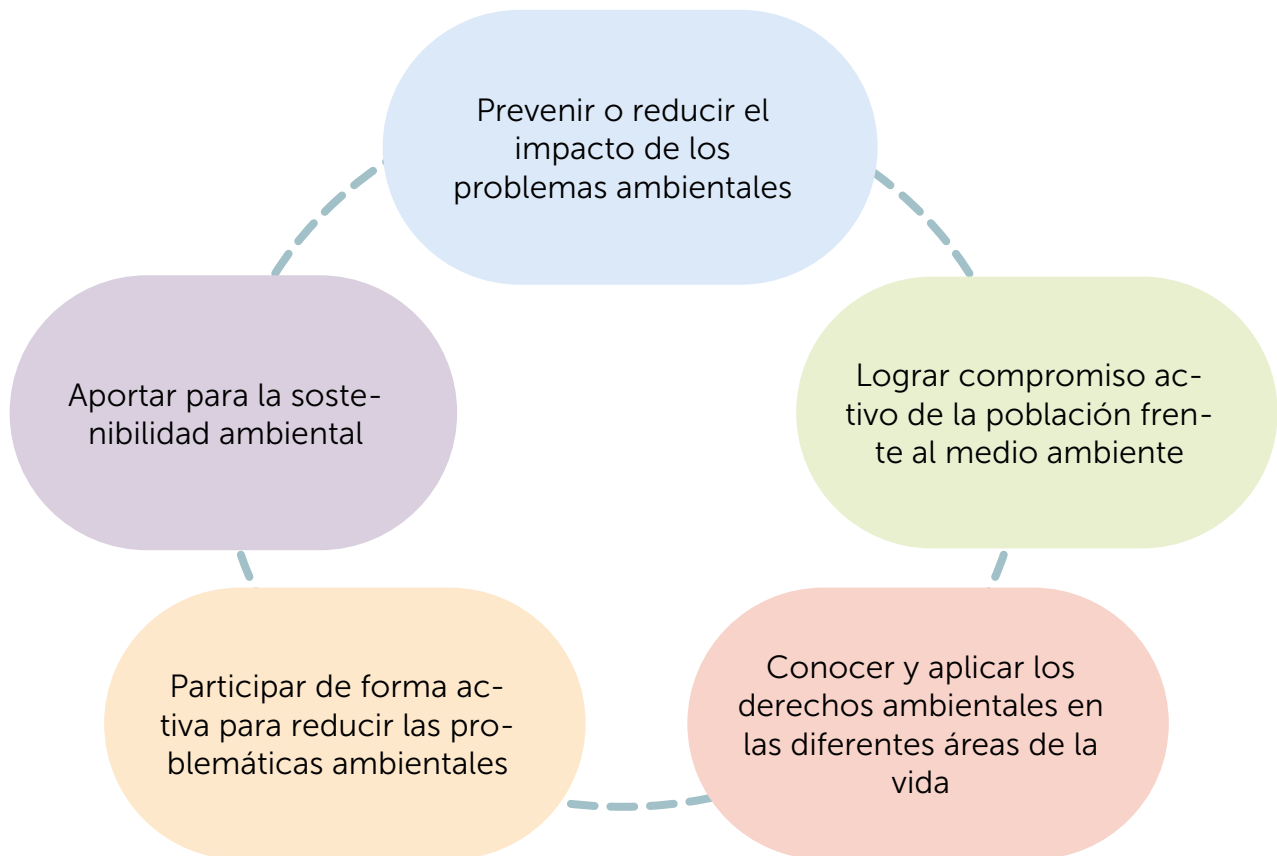 Prevenir o reducir el
impacto de los
problemas ambientales
Lograr compromiso ac-
tivo de la población fren-
te al medio ambiente
Conocer y aplicar los
derechos ambientales en
las diferentes áreas de la
vida
Participar de forma ac-
tiva para reducir las pro-
blemáticas ambientales
Aportar para la soste-
nibilidad ambiental